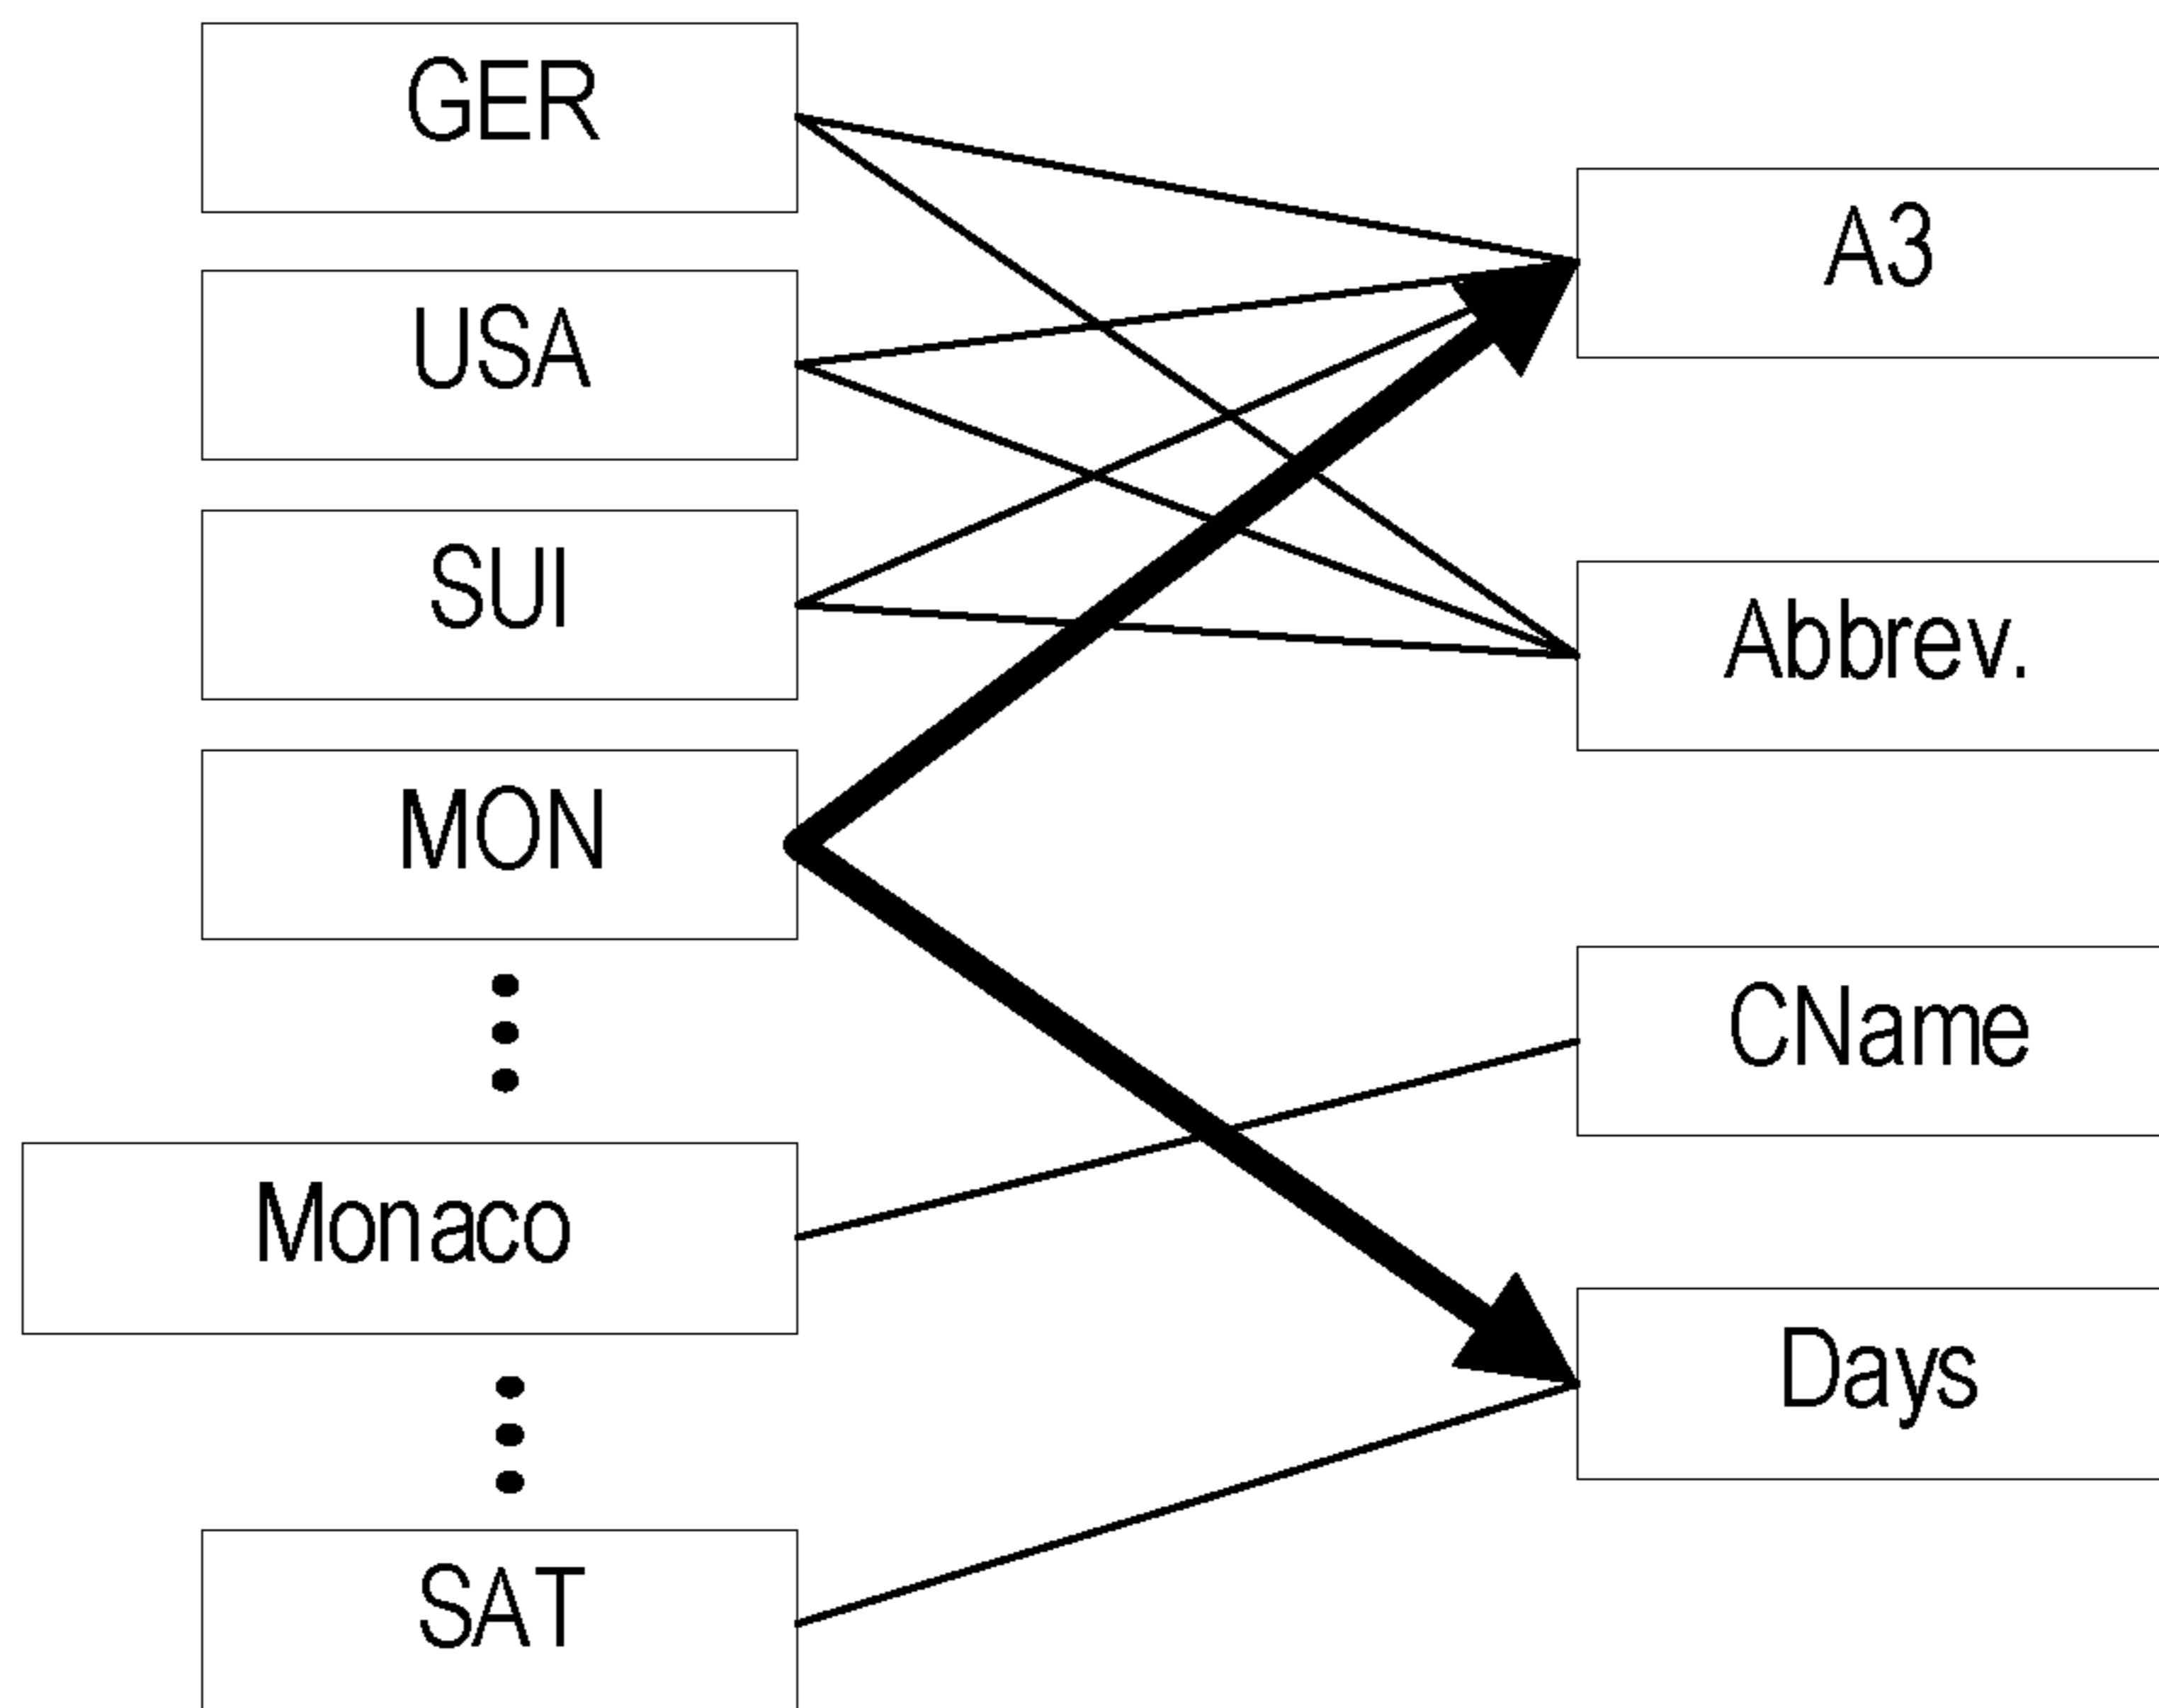 GER
USA
SUI
MON
Monaco
SAT
A3
Abbrev.
CName
Days